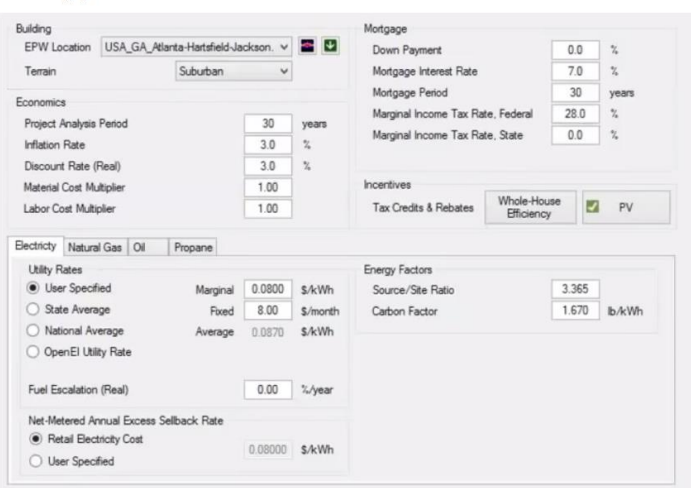 Building
EPW Location USA_GA_Atlanta-Hartsfield-Jackson.
Terrain Suburban
Economics
Project Analysis Period 30 years
Inflation Rate 3.0 %
Discount Rate (Real) 3.0 %
Material Cost Multiplier 1.00
Labor Cost Multiplier 1.00
Mortgage
Down Payment 0.0 %
Mortgage Interest Rate 7.0 %
Mortgage Period 30 years
Marginal Income Tax Rate, Federal 28.0 %
Marginal Income Tax Rate, State 0.0 %
Incentives
Tax Credits & Rebates Whole-House Efficiency PV
Electricty Natural Gas Oil Propane
Utility Rates
User Specified Marginal 0.0800 $/kWh
State Average Fixed 8.00 $/month
National Average Average 0.0870 $/kWh
OpenEI Utility Rate
Fuel Escalation (Real) 0.00 %/year
Net-Metered Annual Excess Sellback Rate
Retail Electricity Cost
0.08000 $/kWh
User Specified
Energy Factors
Source/Site Ratio 3.365
Carbon Factor 1.670 lb/kWh